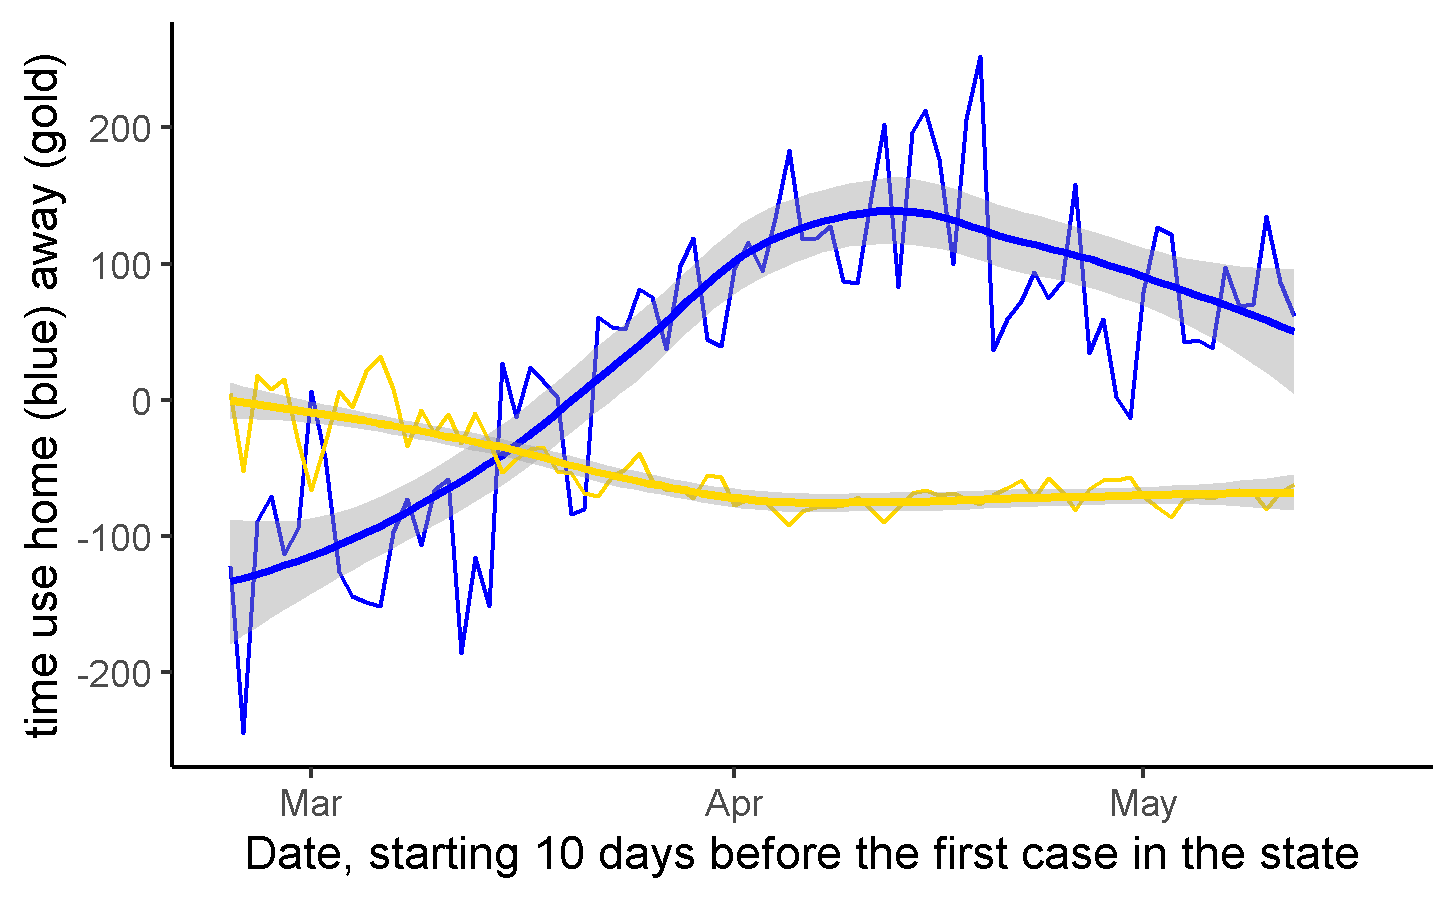 time use home (blue) away (gold)
200
100
0
-100
-200
Mar Apr May
Date, starting 10 days before the first case in the state